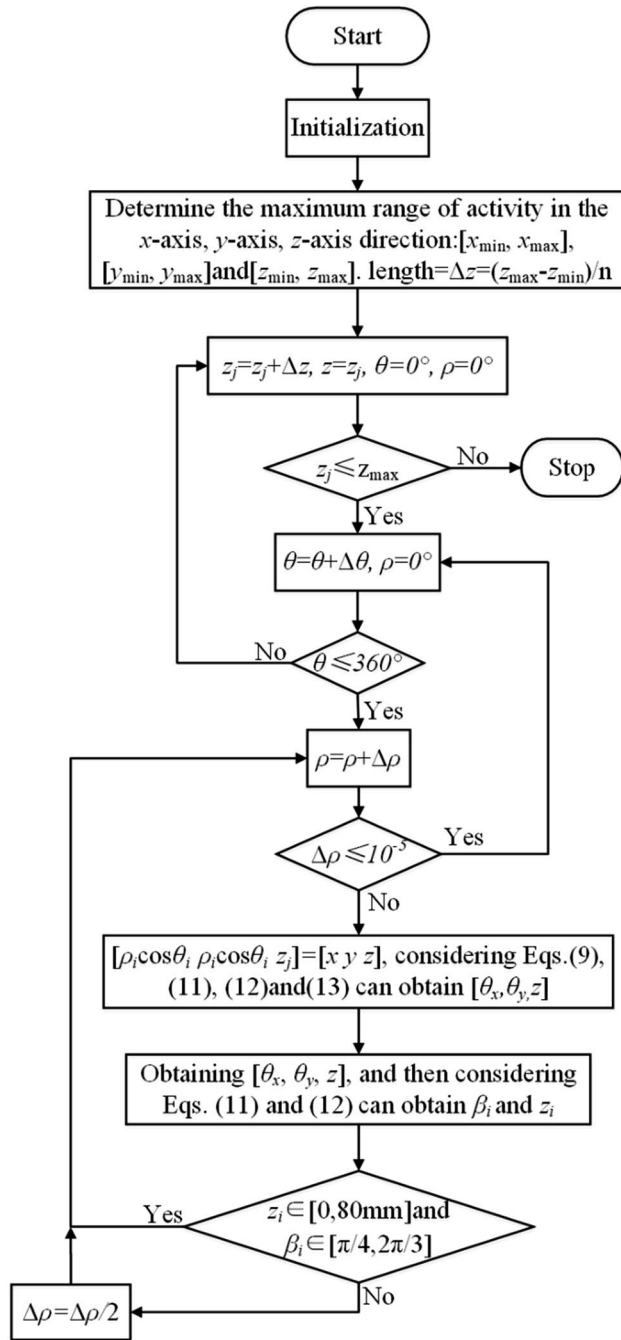 Start
Initialization
Determine the maximum range of activity in the
x-axis, y-axis, z-axis direction:[xmin, xmax],
[ymin, ymax]and[zmin, zmax]. length=Δz=(zmax-zmin)/n
zj=zj+Δz, z=zj, θ=0°, ρ=0°
zj≤zmax
No
Stop
Yes
θ=θ+Δθ, ρ=0°
No
θ≤360°
Yes
ρ=ρ+Δρ
Δρ≤10⁻⁵
Yes
No
[ρicosθi ρicosθi zj]=[x y z], considering Eqs.(9),
(11), (12)and(13) can obtain [θx,θy,z]
Obtaining [θx, θy, z], and then considering
Eqs. (11) and (12) can obtain βi and zi
Yes
zi∈[0,80mm]and
βi∈[π/4,2π/3]
No
Δρ=Δρ/2